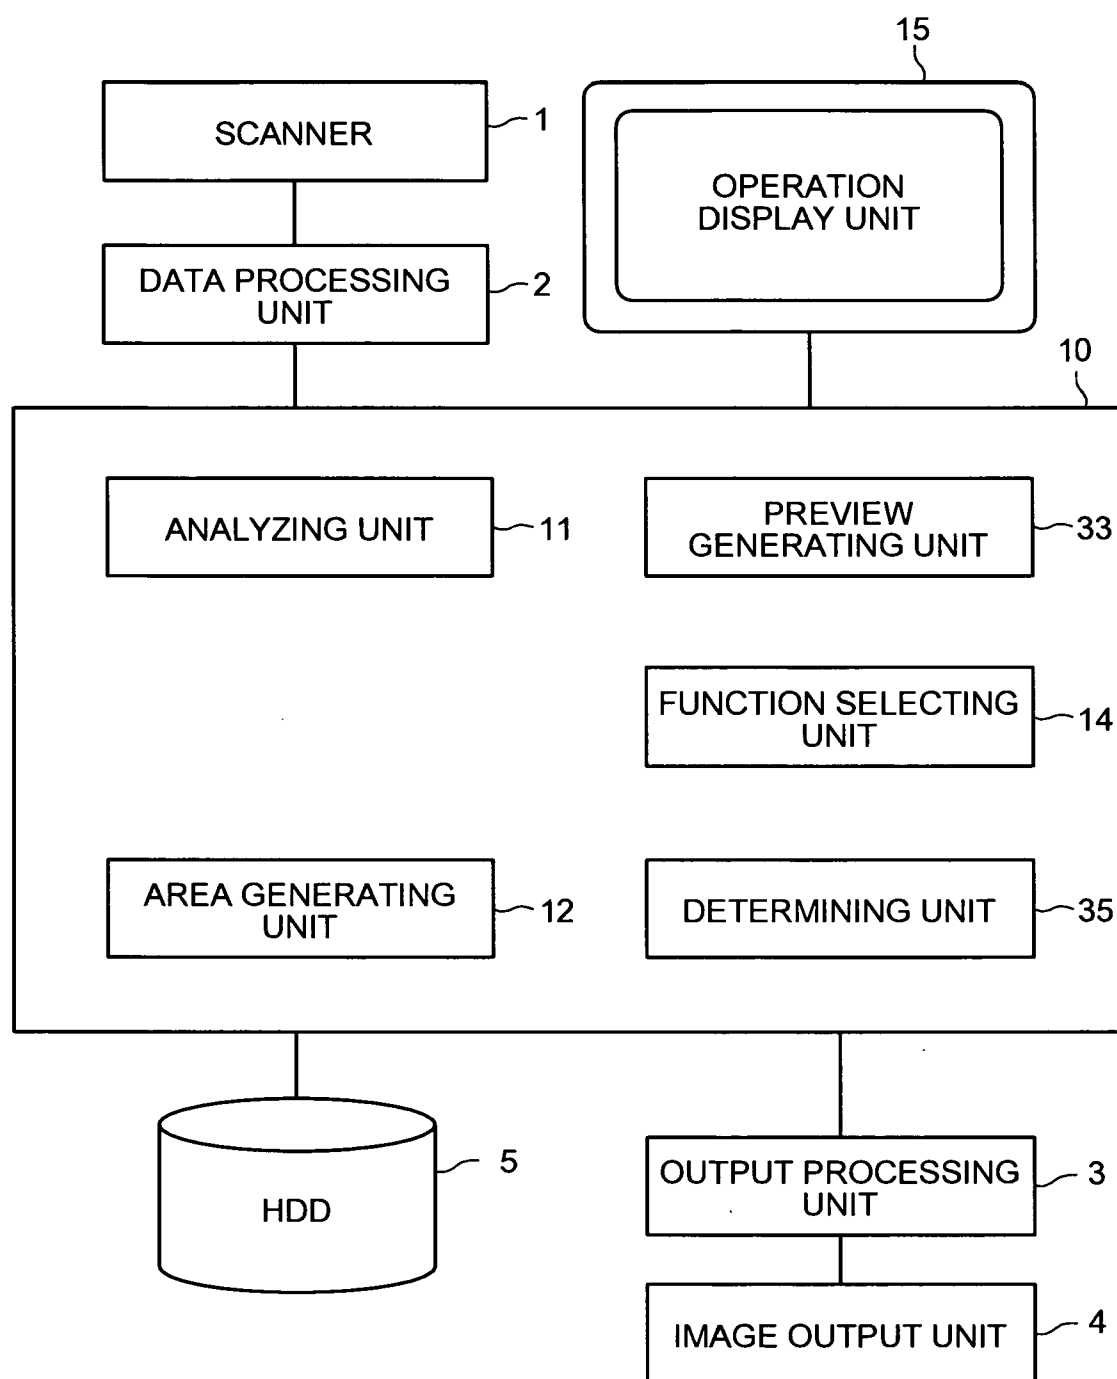 15
SCANNER
1
OPERATION
DISPLAY UNIT
DATA PROCESSING
UNIT
2
10
ANALYZING UNIT
11
PREVIEW
GENERATING UNIT
33
FUNCTION SELECTING
UNIT
14
AREA GENERATING
UNIT
12
DETERMINING UNIT
35
HDD
5
OUTPUT PROCESSING
UNIT
3
IMAGE OUTPUT UNIT
4